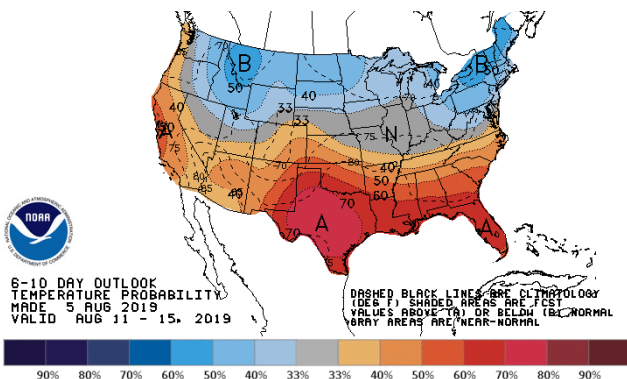 B
B
70
50
50
40
33
33
40
75
N
A
75
70
80
80
85
40
50
60
70
A
70
75
A
NATIONAL OCEANIC AND ATMOSPHERIC ADMINISTRATION
NOAA
U.S. DEPARTMENT OF COMMERCE
6-10 DAY OUTLOOK
TEMPERATURE PROBABILITY
MADE 5 AUG 2019
VALID AUG 11 - 15, 2019
DASHED BLACK LINES ARE CLIMATOLOGY
(DEG F) SHADED AREAS ARE FCST
VALUES ABOVE (A) OR BELOW (B) NORMAL
GRAY AREAS ARE NEAR-NORMAL
90% 80% 70% 60% 50% 40% 33% 33% 40% 50% 60% 70% 80% 90%